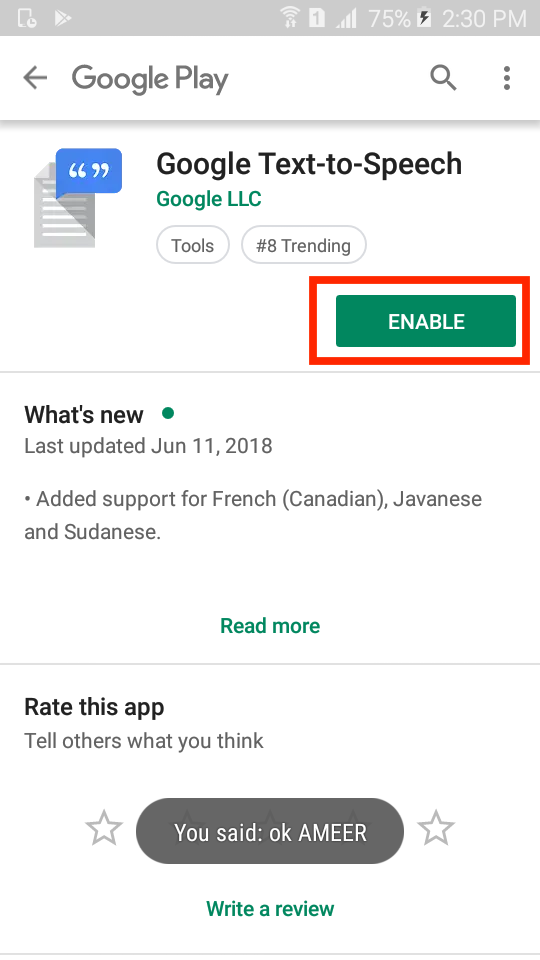 1 75% 2:30 PM
Google Play
“ ”
Google Text-to-Speech
Google LLC
Tools #8 Trending
ENABLE
What's new
Last updated Jun 11, 2018
• Added support for French (Canadian), Javanese
and Sudanese.
Read more
Rate this app
Tell others what you think
You said: ok AMEER
Write a review